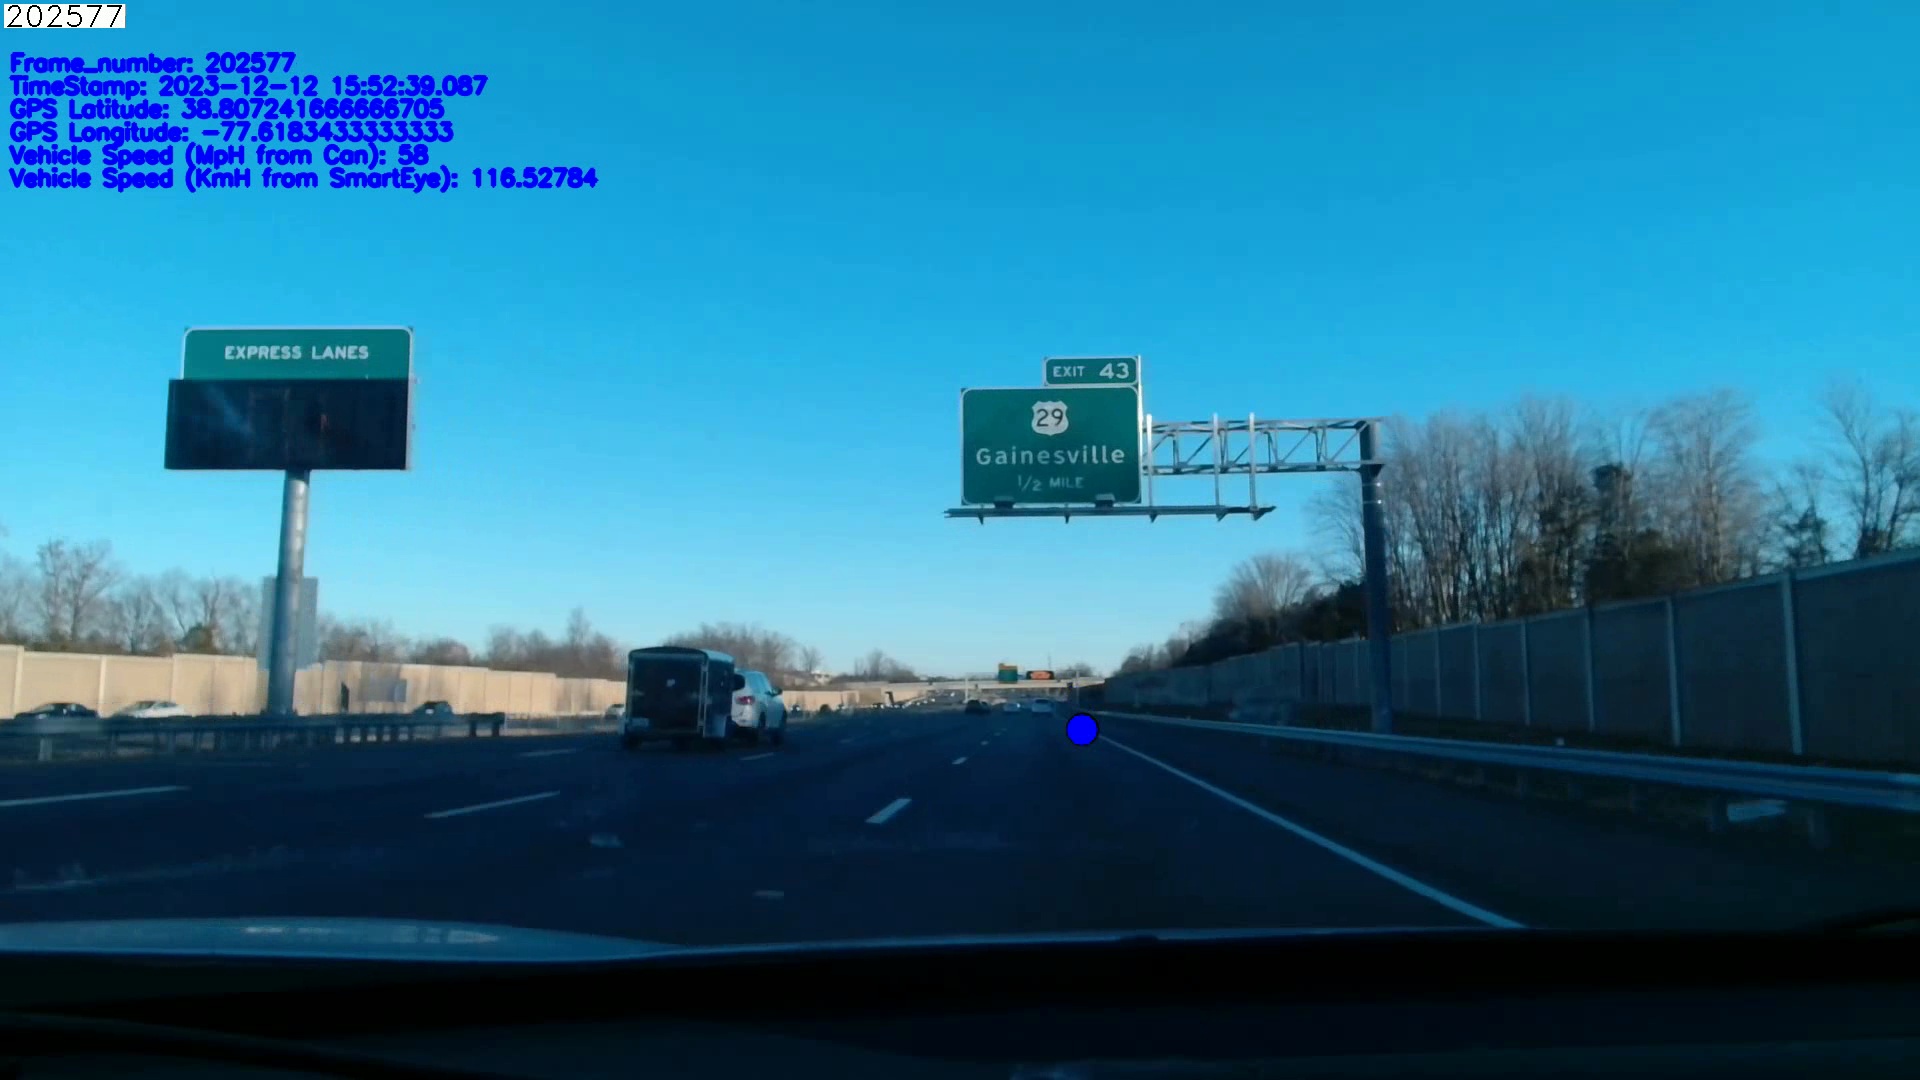 202577
Frame_number: 202577
TimeStamp: 2023-12-12 15:52:39.087
GPS Latitude: 38.807241666666705
GPS Longitude: -77.6183433333333
Vehicle Speed (MpH from Can): 58
Vehicle Speed (KmH from SmartEye): 116.52784
EXPRESS LANES
EXIT 43
29
Gainesville
1/2 MILE